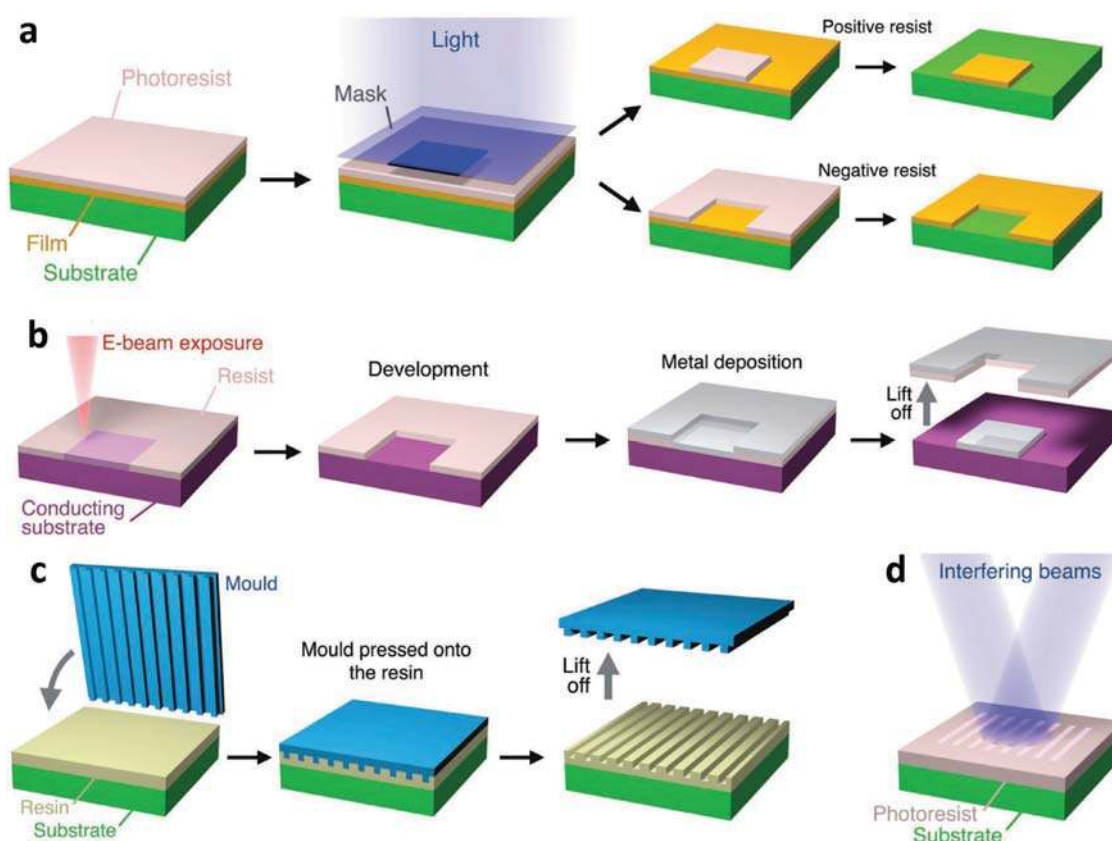 a
Photoresist
Light
Mask
Film
Substrate
Positive resist
Negative resist
b
E-beam exposure
Resist
Conducting
substrate
Development
Metal deposition
Lift
off
c
Mould
Resin
Substrate
Mould pressed onto
the resin
Lift
off
d
Interfering beams
Photoresist
Substrate